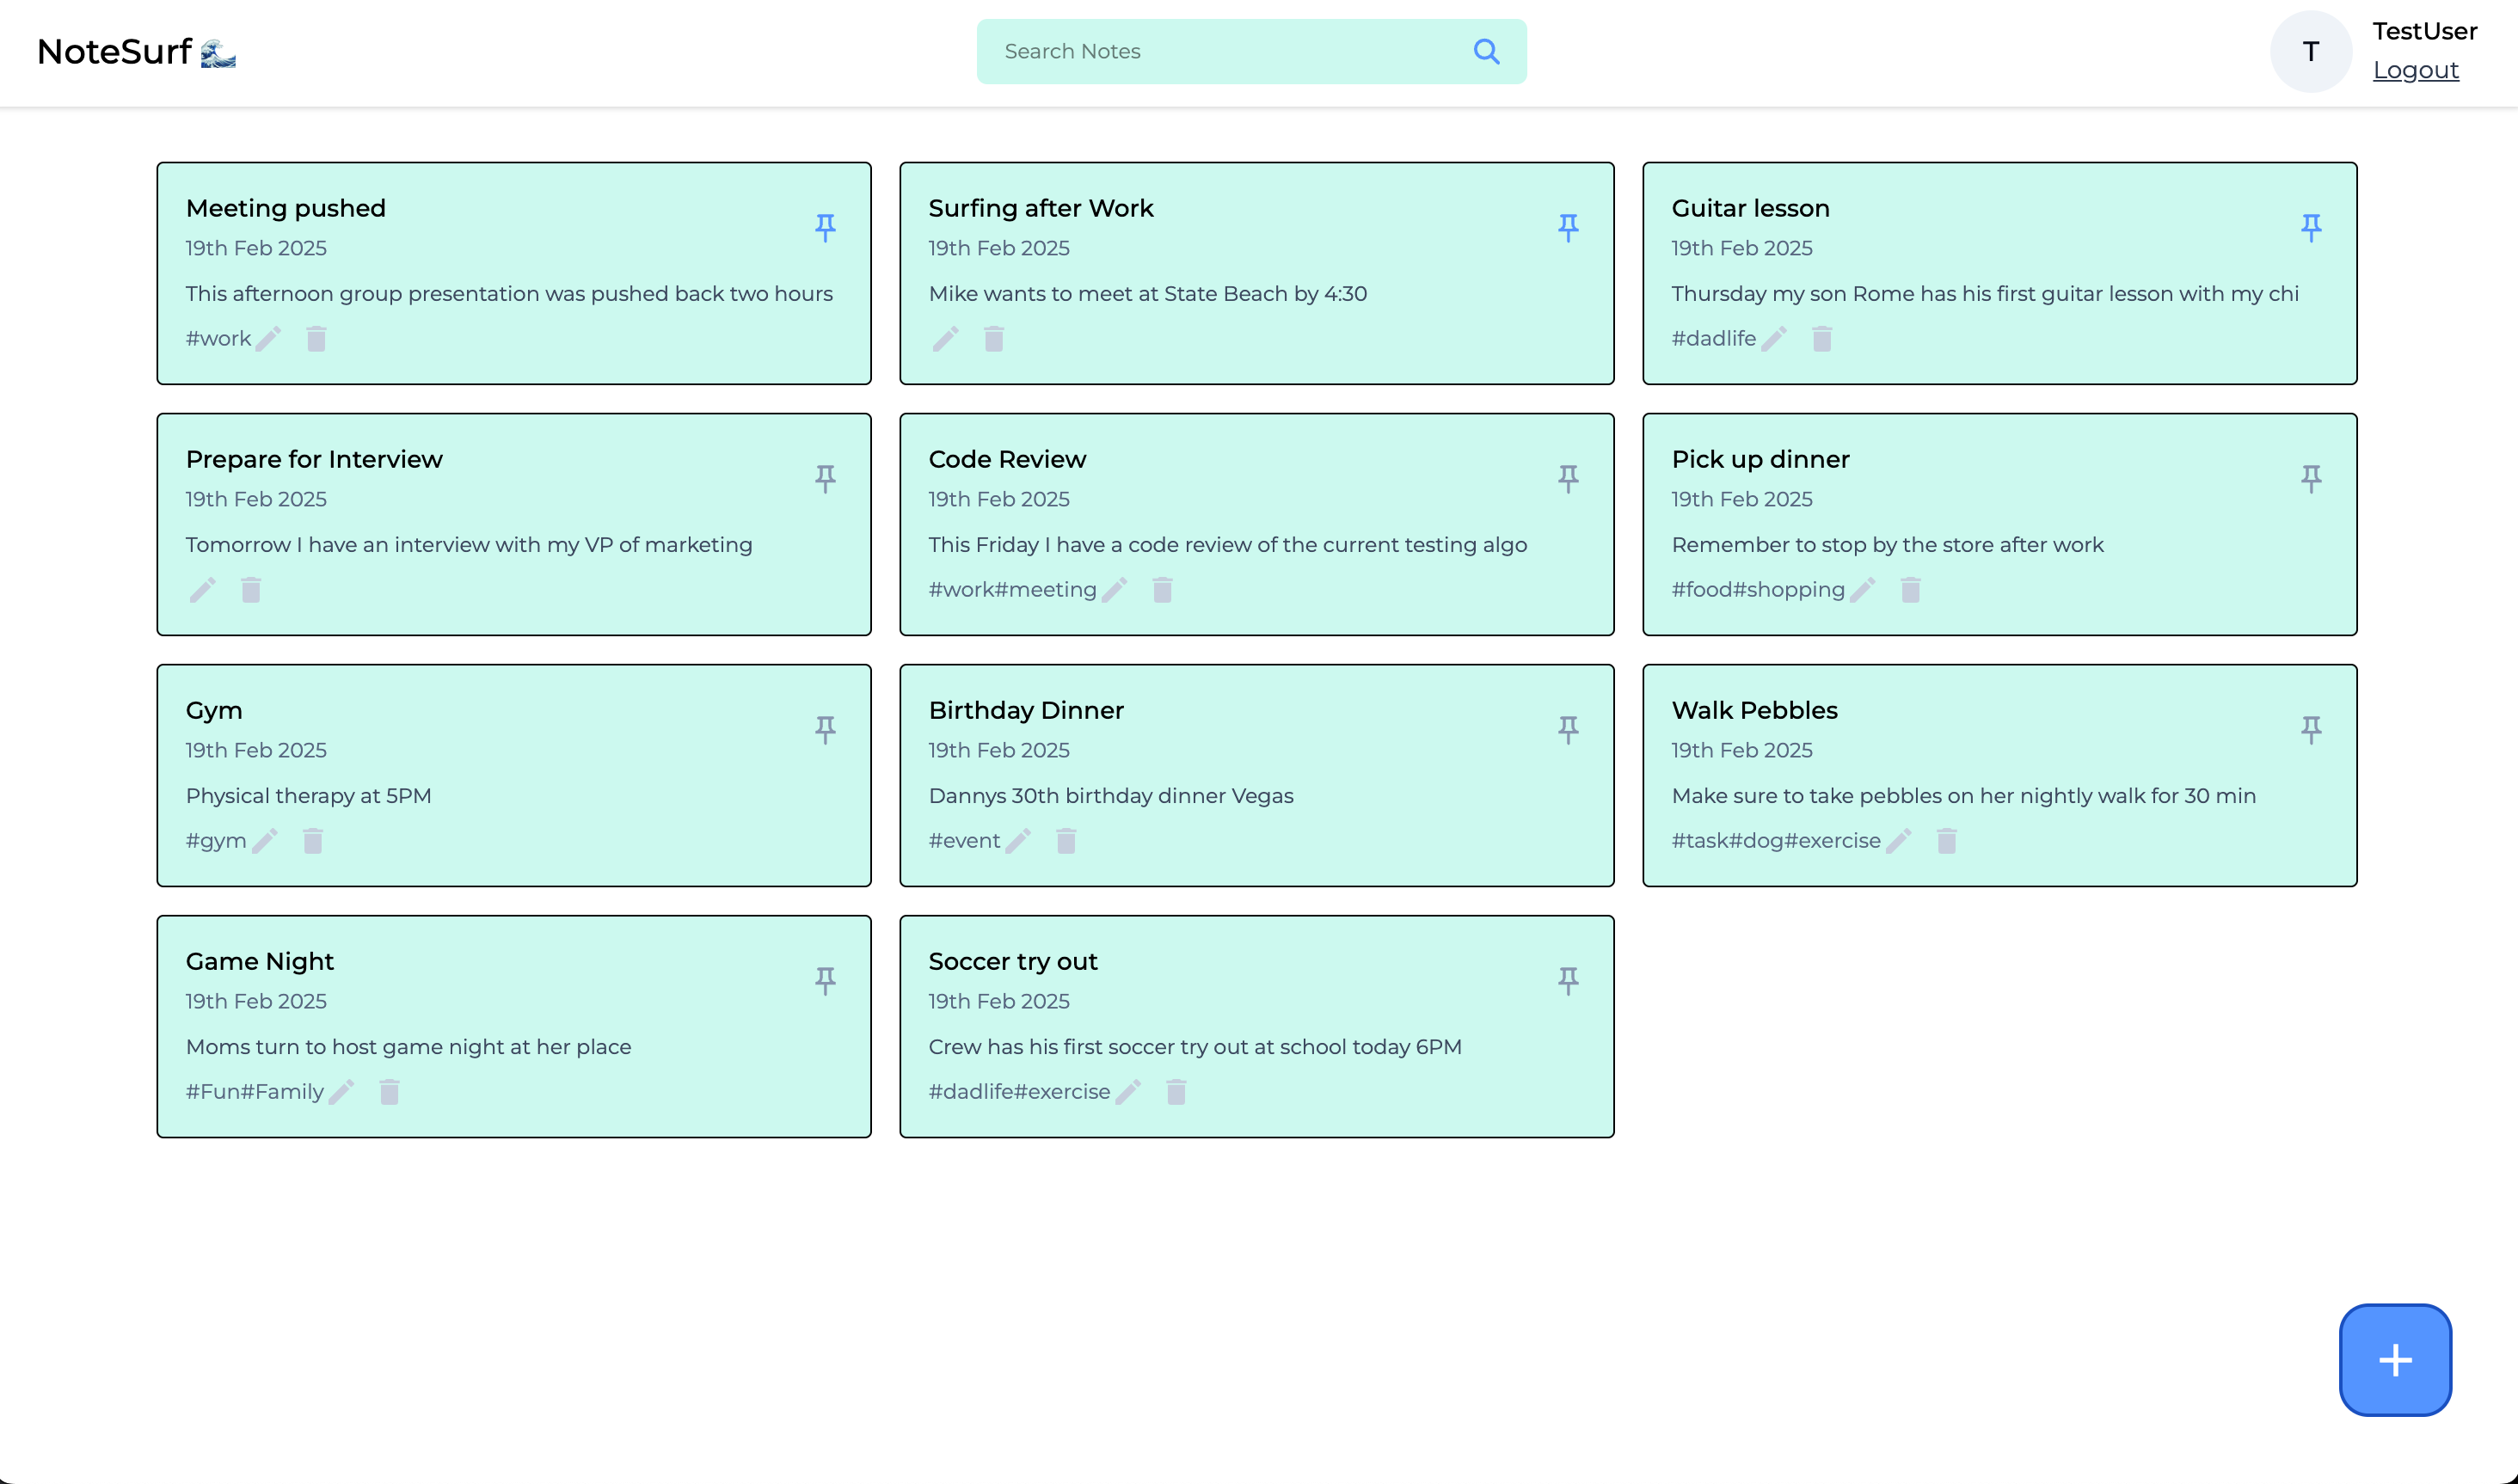 NoteSurf 🌊
Search Notes
T
TestUser
Logout
Meeting pushed
19th Feb 2025
This afternoon group presentation was pushed back two hours
#work
Surfing after Work
19th Feb 2025
Mike wants to meet at State Beach by 4:30
Guitar lesson
19th Feb 2025
Thursday my son Rome has his first guitar lesson with my chi
#dadlife
Prepare for Interview
19th Feb 2025
Tomorrow I have an interview with my VP of marketing
Code Review
19th Feb 2025
This Friday I have a code review of the current testing algo
#work#meeting
Pick up dinner
19th Feb 2025
Remember to stop by the store after work
#food#shopping
Gym
19th Feb 2025
Physical therapy at 5PM
#gym
Birthday Dinner
19th Feb 2025
Dannys 30th birthday dinner Vegas
#event
Walk Pebbles
19th Feb 2025
Make sure to take pebbles on her nightly walk for 30 min
#task#dog#exercise
Game Night
19th Feb 2025
Moms turn to host game night at her place
#Fun#Family
Soccer try out
19th Feb 2025
Crew has his first soccer try out at school today 6PM
#dadlife#exercise
+